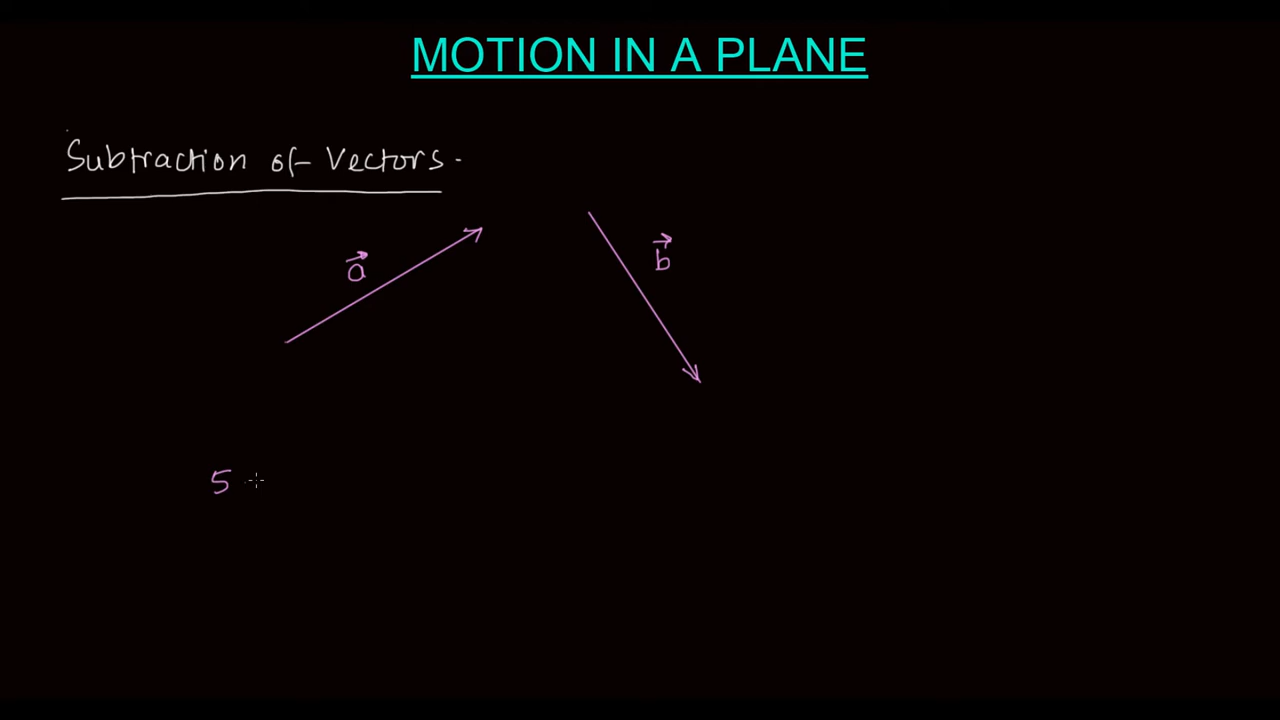 MOTION IN A PLANE
Subtraction of Vectors.
a⃗
b⃗
5